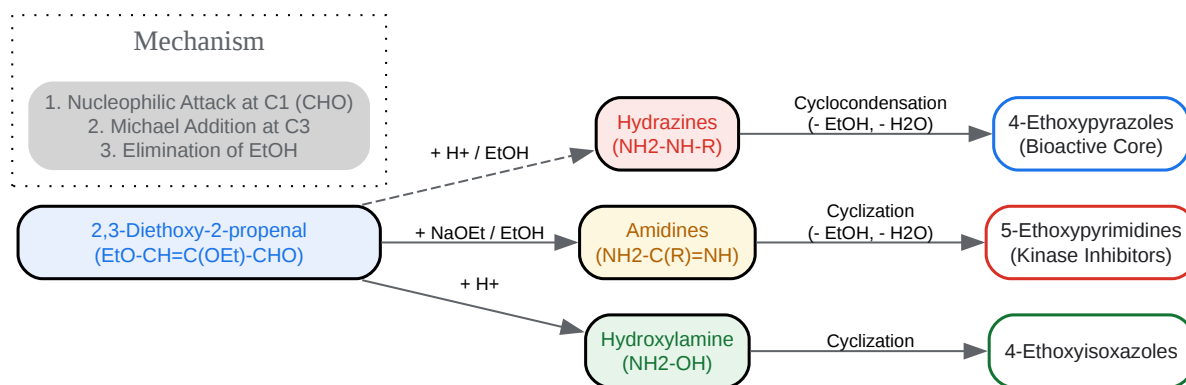 Mechanism
1. Nucleophilic Attack at C1 (CHO)
2. Michael Addition at C3
3. Elimination of EtOH
2,3-Diethoxy-2-propenal
(EtO-CH=C(OEt)-CHO)
+ H+ / EtOH
+ NaOEt / EtOH
+ H+
Hydrazines
(NH2-NH-R)
Cyclocondensation
(- EtOH, - H2O)
4-Ethoxypyrazoles
(Bioactive Core)
Amidines
(NH2-C(R)=NH)
Cyclization
(- EtOH, - H2O)
5-Ethoxypyrimidines
(Kinase Inhibitors)
Hydroxylamine
(NH2-OH)
Cyclization
4-Ethoxyisoxazoles